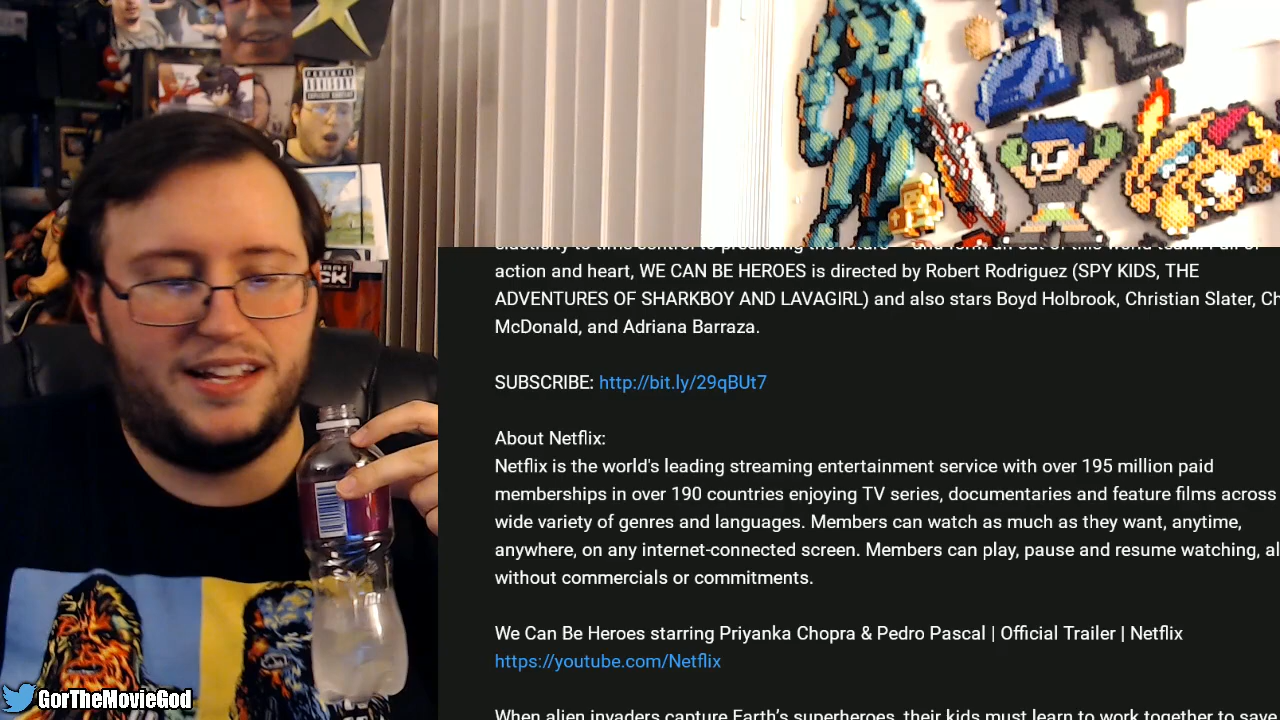 PARENTAL
ADVISORY
action and heart, WE CAN BE HEROES is directed by Robert Rodriguez (SPY KIDS, THE
ADVENTURES OF SHARKBOY AND LAVAGIRL) and also stars Boyd Holbrook, Christian Slater,
McDonald, and Adriana Barraza.
SUBSCRIBE: http://bit.ly/29qBUt7
About Netflix:
Netflix is the world's leading streaming entertainment service with over 195 million paid
memberships in over 190 countries enjoying TV series, documentaries and feature films across
wide variety of genres and languages. Members can watch as much as they want, anytime,
anywhere, on any internet-connected screen. Members can play, pause and resume watching,
without commercials or commitments.
We Can Be Heroes starring Priyanka Chopra & Pedro Pascal | Official Trailer | Netflix
https://youtube.com/Netflix
When alien invaders capture Earth's superheroes, their kids must learn to work together to save
GorTheMovieGod